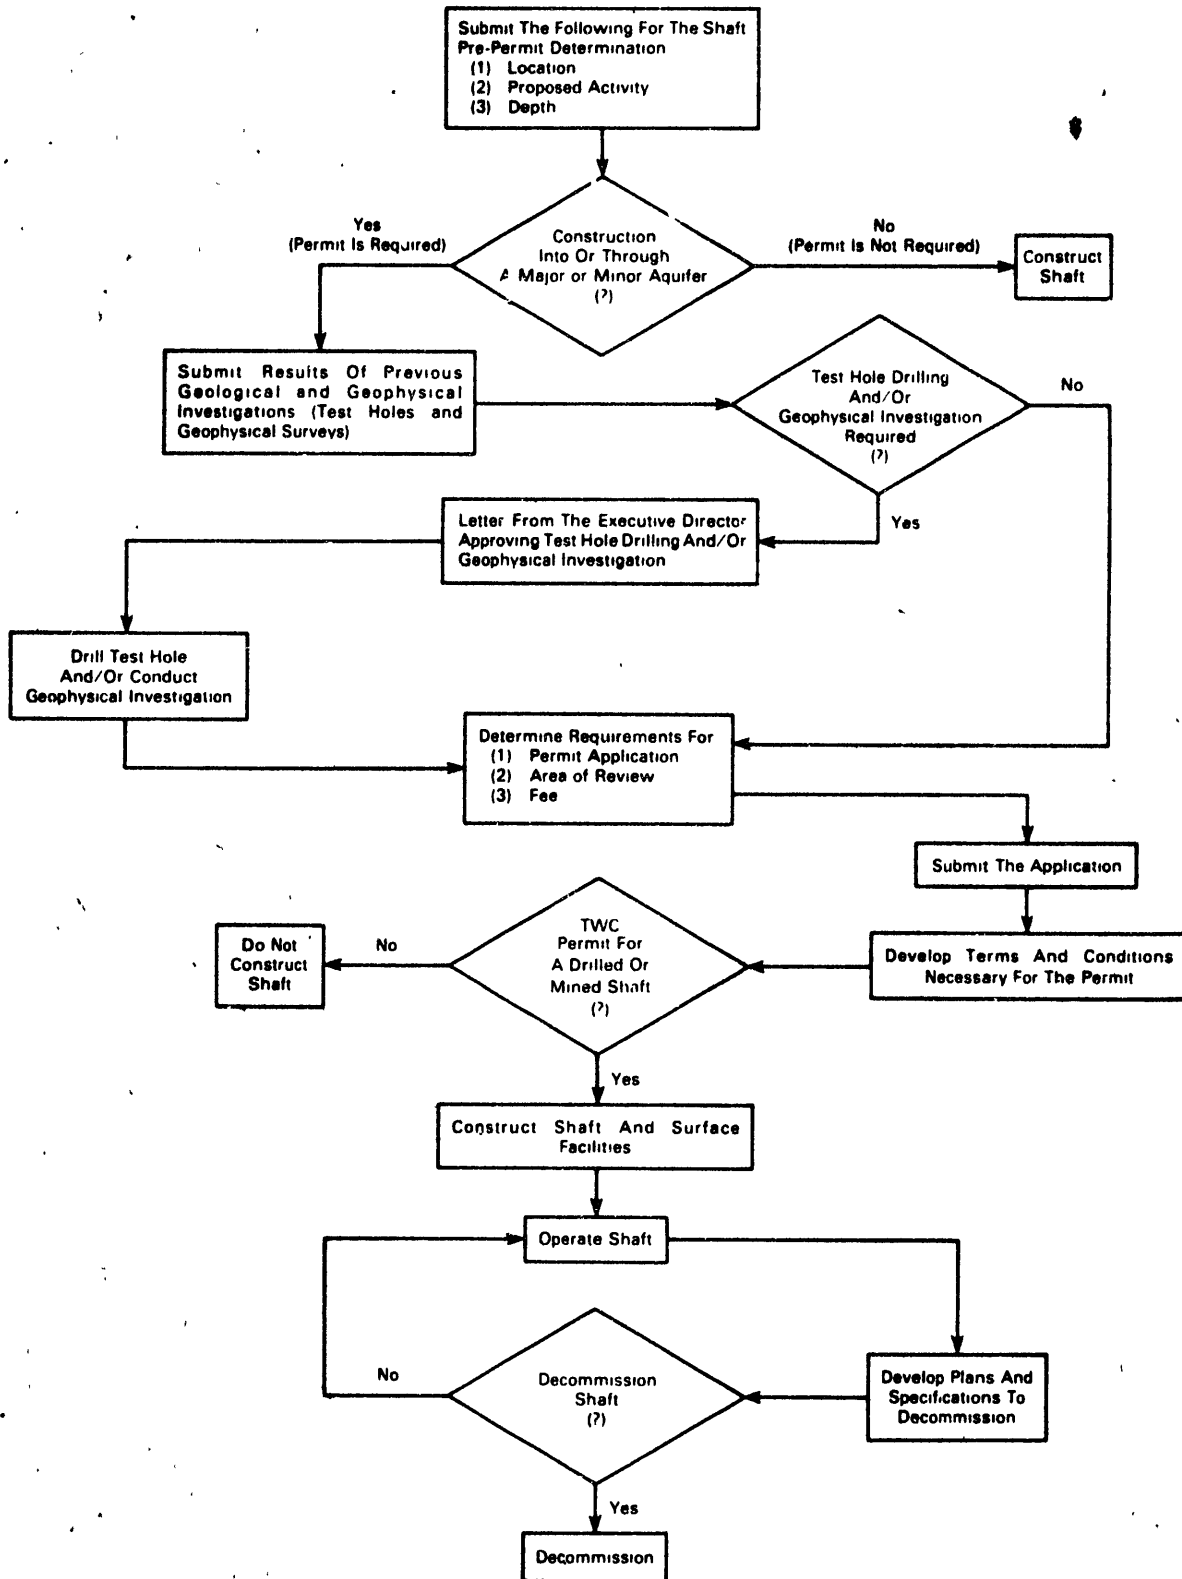 Submit The Following For The Shaft
Pre-Permit Determination
(1) Location
(2) Proposed Activity
(3) Depth
Yes
(Permit Is Required)
Construction
Into Or Through
A Major or Minor Aquifer
(?)
No
(Permit Is Not Required)
Construct
Shaft
Submit Results Of Previous
Geological and Geophysical
Investigations (Test Holes and
Geophysical Surveys)
Test Hole Drilling
And/Or
Geophysical Investigation
Required
(?)
No
Yes
Letter From The Executive Director
Approving Test Hole Drilling And/Or
Geophysical Investigation
Drill Test Hole
And/Or Conduct
Geophysical Investigation
Determine Requirements For
(1) Permit Application
(2) Area of Review
(3) Fee
Submit The Application
Develop Terms And Conditions
Necessary For The Permit
TWC
Permit For
A Drilled Or
Mined Shaft
(?)
No
Do Not
Construct
Shaft
Yes
Construct Shaft And Surface
Facilities
Operate Shaft
Develop Plans And
Specifications To
Decommission
Decommission
Shaft
(?)
No
Yes
Decommission